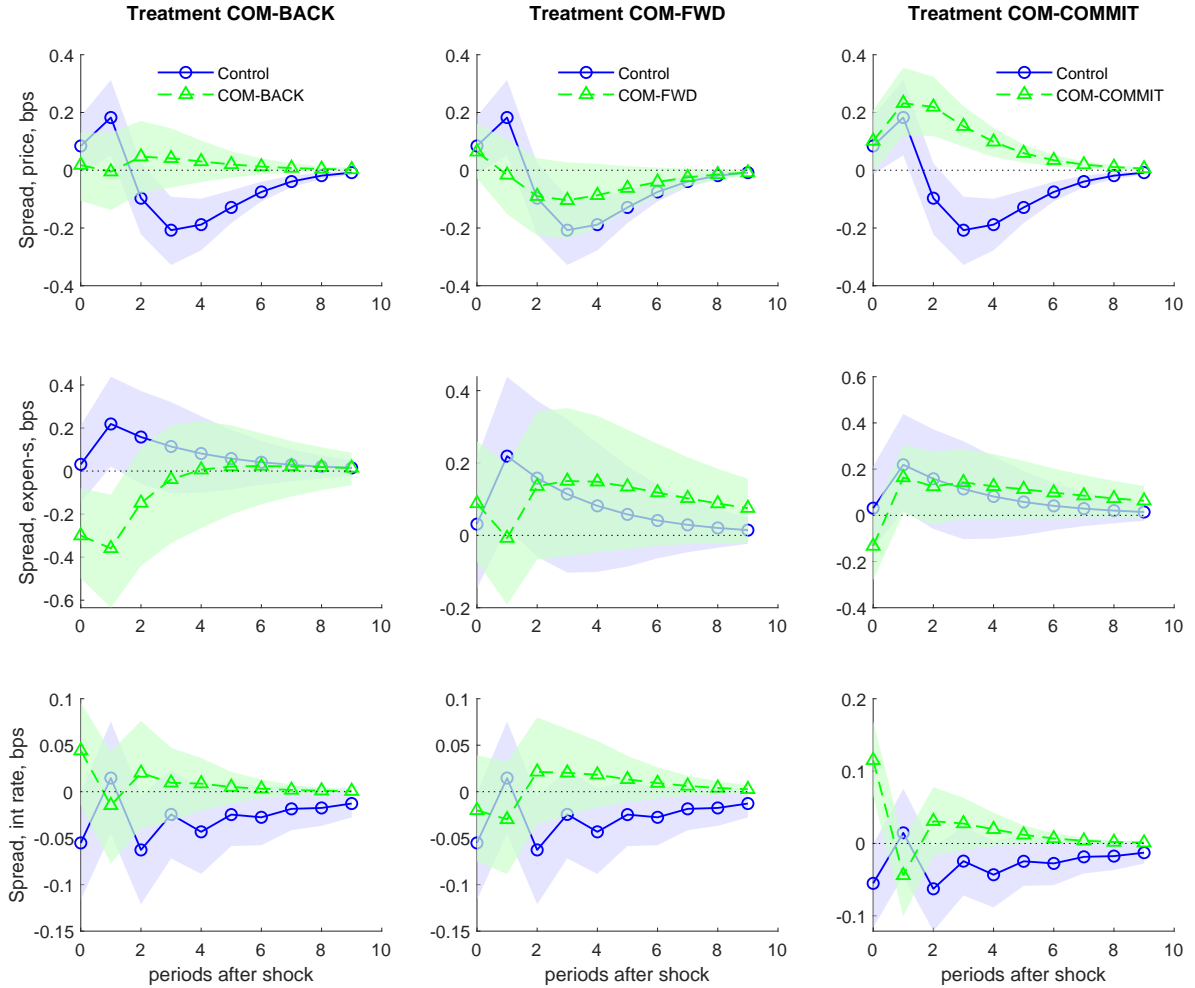 Treatment COM-BACK
Treatment COM-FWD
Treatment COM-COMMIT
Spread, price, bps
0.4
0.2
0
-0.2
-0.4
0 2 4 6 8 10
Control
COM-BACK
0.4
0.2
0
-0.2
-0.4
0 2 4 6 8 10
Control
COM-FWD
0.4
0.2
0
-0.2
-0.4
0 2 4 6 8 10
Control
COM-COMMIT
Spread, expen-s, bps
0.4
0.2
0
-0.2
-0.4
-0.6
0 2 4 6 8 10
0.4
0.2
0
-0.2
0 2 4 6 8 10
0.6
0.4
0.2
0
-0.2
-0.4
0 2 4 6 8 10
Spread, int rate, bps
0.1
0.05
0
-0.05
-0.1
-0.15
0 2 4 6 8 10
periods after shock
0.1
0.05
0
-0.05
-0.1
-0.15
0 2 4 6 8 10
periods after shock
0.2
0.1
0
-0.1
0 2 4 6 8 10
periods after shock